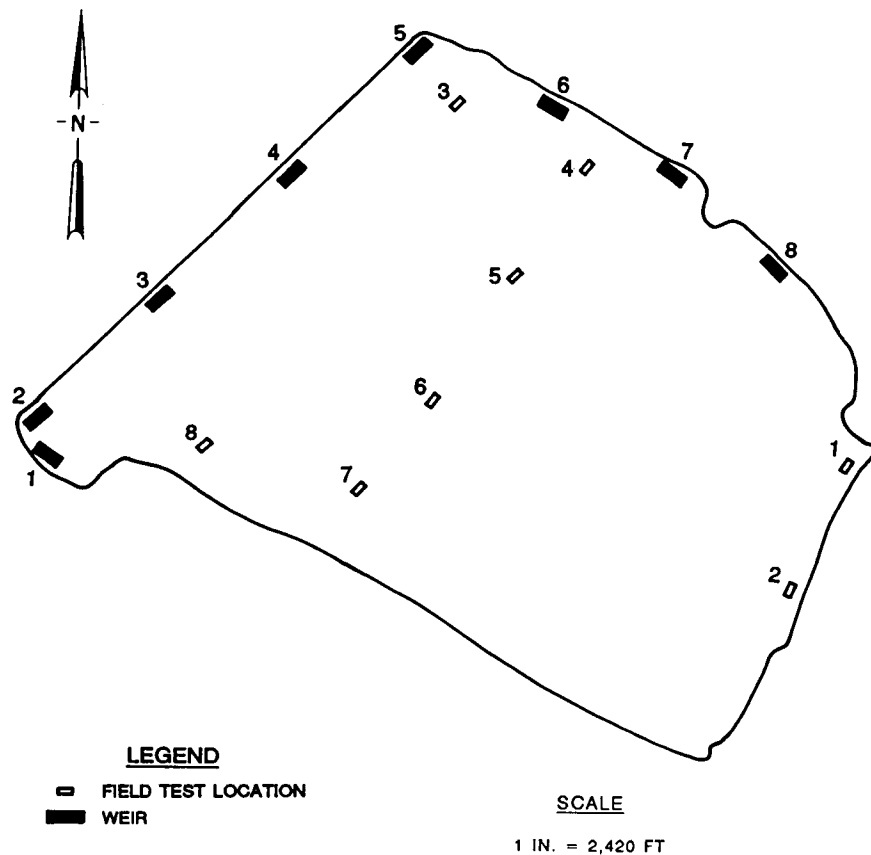 5
6
3
-N-
4
4
7
8
5
3
6
2
8
1
1
7
2
LEGEND
FIELD TEST LOCATION
WEIR
SCALE
1 IN. = 2,420 FT